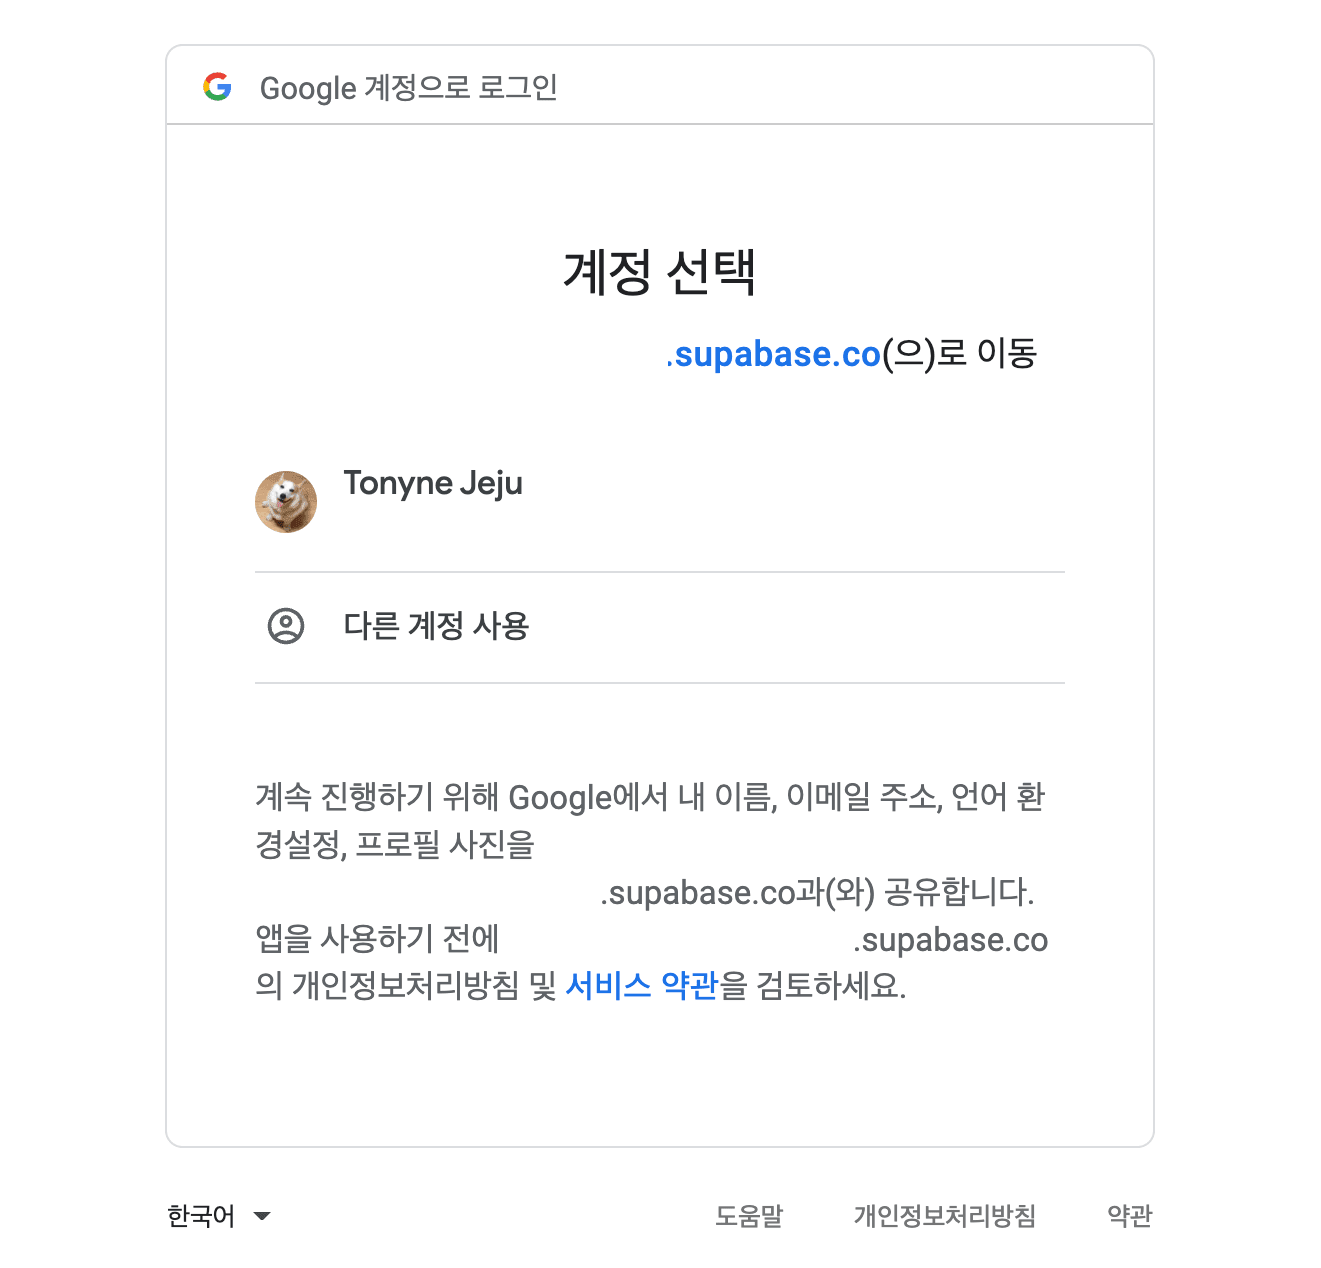 Google 계정으로 로그인
계정 선택
.supabase.co(으)로 이동
Tonyne Jeju
다른 계정 사용
계속 진행하기 위해 Google에서 내 이름, 이메일 주소, 언어 환
경설정, 프로필 사진을
.supabase.co과(와) 공유합니다.
앱을 사용하기 전에 .supabase.co
의 개인정보처리방침 및 서비스 약관을 검토하세요.
한국어 도움말 개인정보처리방침 약관